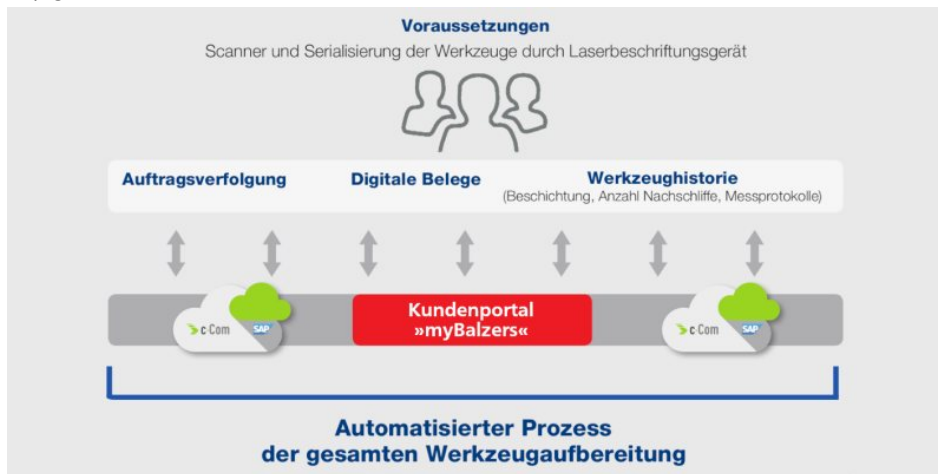 Voraussetzungen
Scanner und Serialisierung der Werkzeuge durch Laserbeschriftungsgerät
Auftragsverfolgung
Digitale Belege
Werkzeughistorie
(Beschichtung, Anzahl Nachschliffe, Messprotokolle)
c-Com
SAP
Kundenportal
»myBalzers«
c-Com
SAP
Automatisierter Prozess
der gesamten Werkzeugaufbereitung